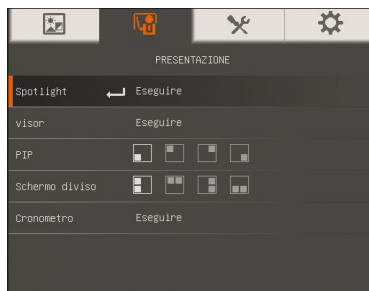 PRESENTAZIONE
Spotlight Eseguire
visor Eseguire
PIP
Schermo diviso
Cronometro Eseguire